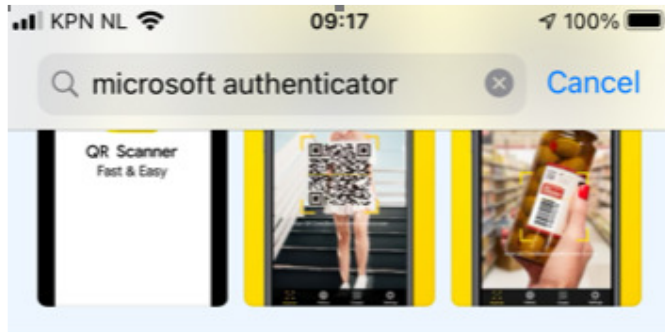 KPN NL 09:17 100%
microsoft authenticator Cancel
QR Scanner
Fast & Easy